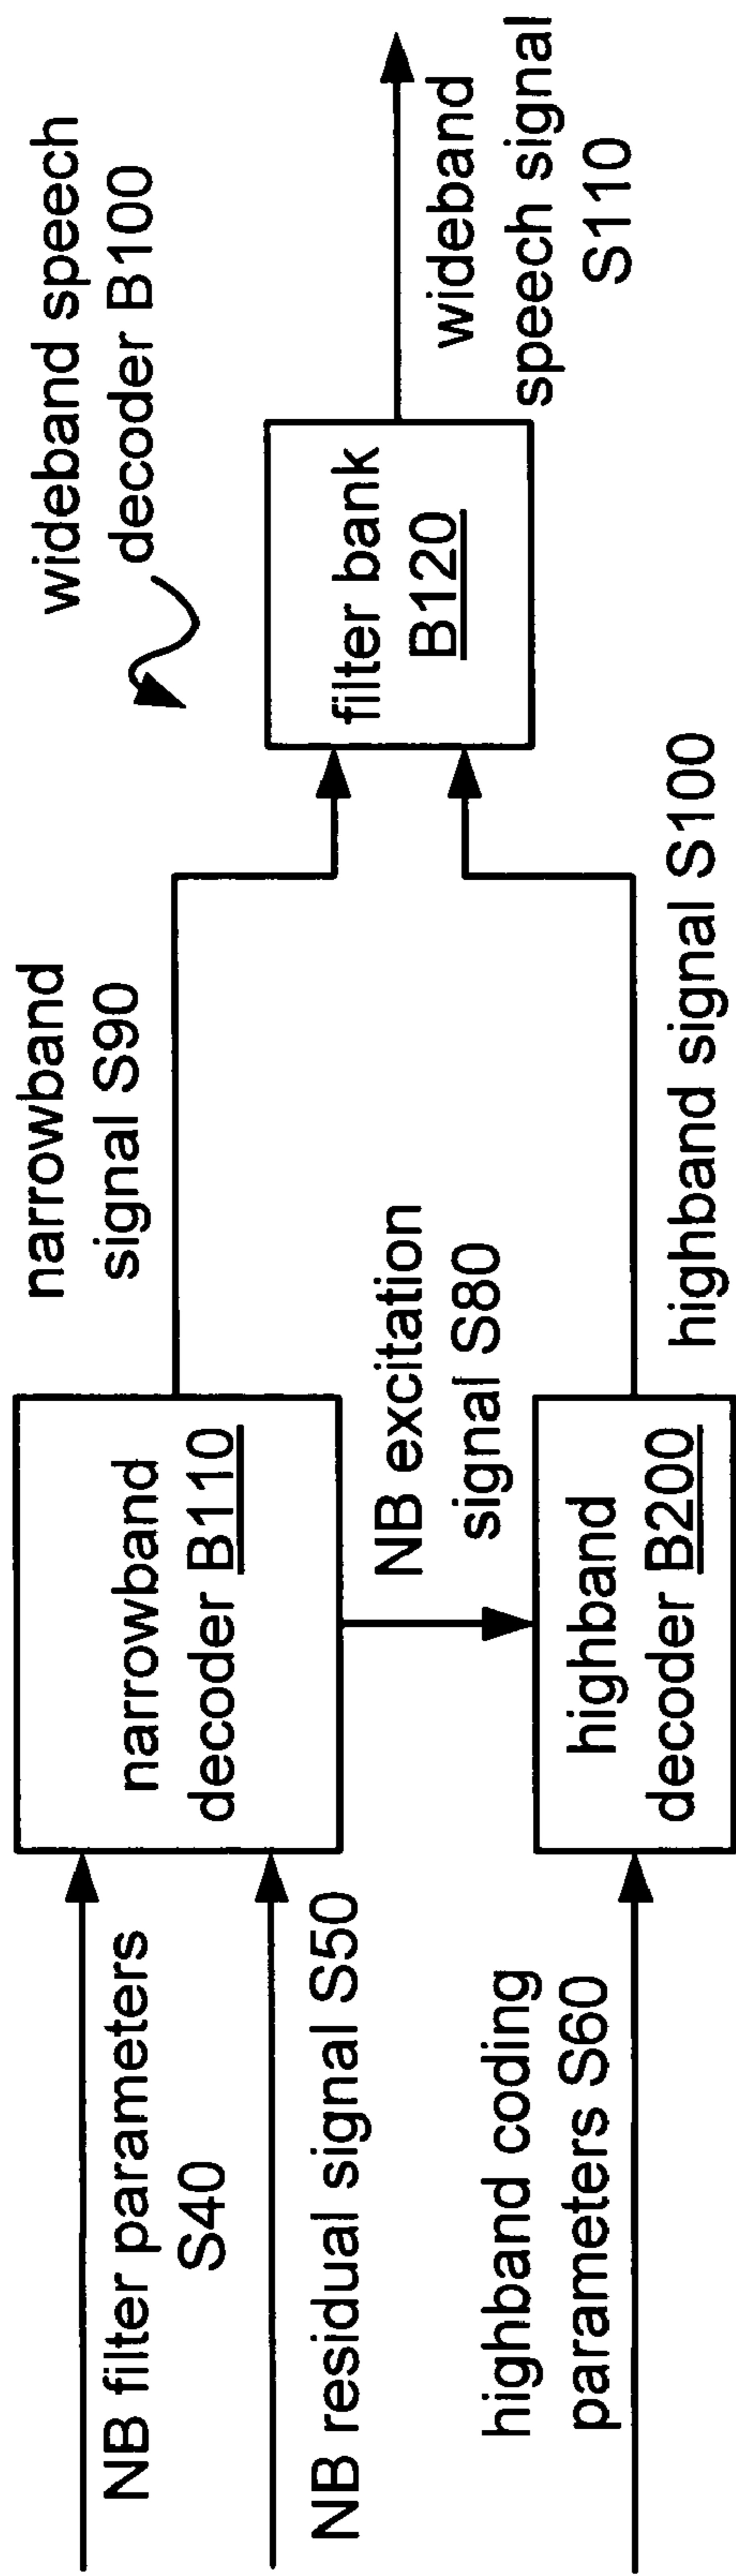 wideband speech
decoder B100
narrowband
signal S90
NB filter parameters
S40
narrowband
decoder B110
NB residual signal S50
NB excitation
signal S80
filter bank
B120
wideband
speech signal
S110
highband coding
parameters S60
highband
decoder B200
highband signal S100